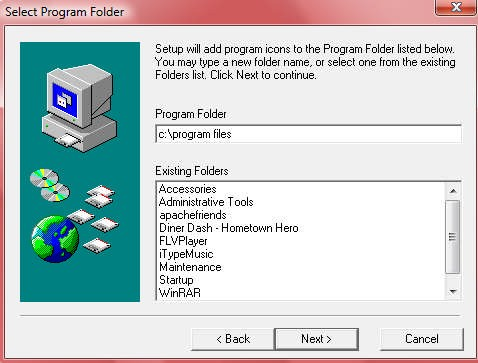 Select Program Folder
Setup will add program icons to the Program Folder listed below.
You may type a new folder name, or select one from the existing
Folders list. Click Next to continue.
Program Folder
c:\program files
Existing Folders
Accessories
Administrative Tools
apachefriends
Diner Dash - Hometown Hero
FLVPlayer
iTypeMusic
Maintenance
Startup
WinRAR
< Back
Next >
Cancel